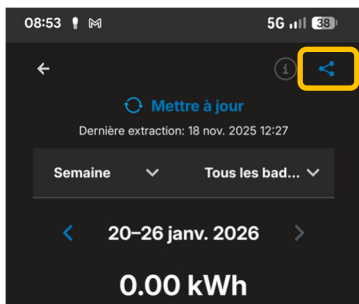 08:53 5G 38
i
Mettre à jour
Dernière extraction: 18 nov. 2025 12:27
Semaine Tous les bad...
20–26 janv. 2026
0.00 kWh